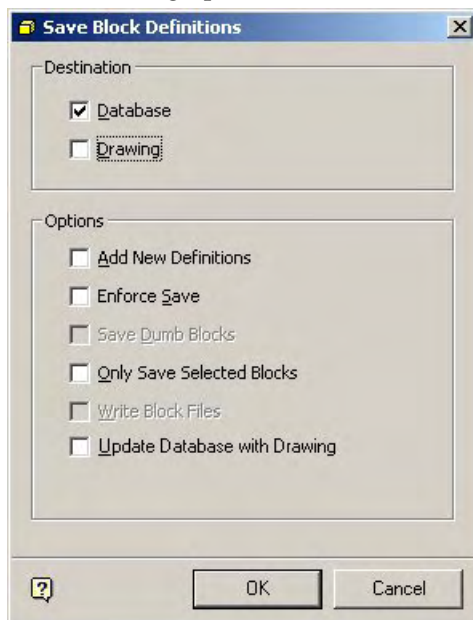 Save Block Definitions
Destination
Database
Drawing
Options
Add New Definitions
Enforce Save
Save Dumb Blocks
Only Save Selected Blocks
Write Block Files
Update Database with Drawing
OK
Cancel